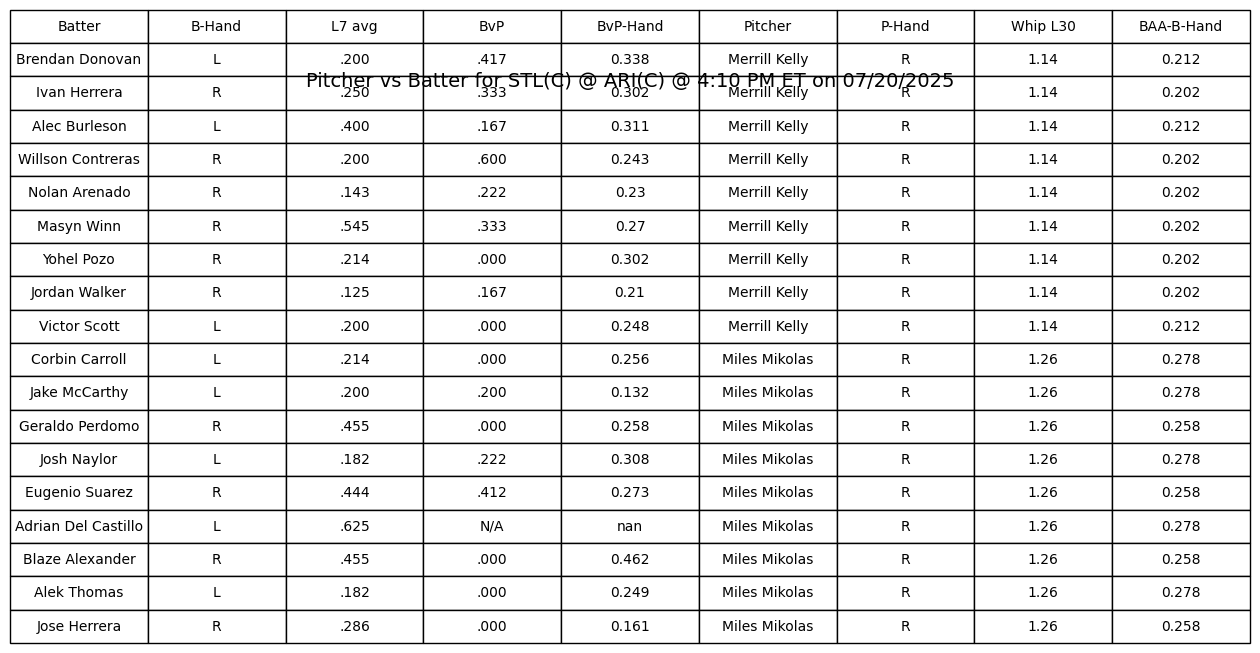 Batter B-Hand L7 avg BvP BvP-Hand Pitcher P-Hand Whip L30 BAA-B-Hand
Brendan Donovan L .200 .417 0.338 Merrill Kelly R 1.14 0.212
Pitcher vs Batter for STL(C) @ ARI(C) @ 4:10 PM ET on 07/20/2025
Ivan Herrera R .250 .333 0.302 Merrill Kelly R 1.14 0.202
Alec Burleson L .400 .167 0.311 Merrill Kelly R 1.14 0.212
Willson Contreras R .200 .600 0.243 Merrill Kelly R 1.14 0.202
Nolan Arenado R .143 .222 0.23 Merrill Kelly R 1.14 0.202
Masyn Winn R .545 .333 0.27 Merrill Kelly R 1.14 0.202
Yohel Pozo R .214 .000 0.302 Merrill Kelly R 1.14 0.202
Jordan Walker R .125 .167 0.21 Merrill Kelly R 1.14 0.202
Victor Scott L .200 .000 0.248 Merrill Kelly R 1.14 0.212
Corbin Carroll L .214 .000 0.256 Miles Mikolas R 1.26 0.278
Jake McCarthy L .200 .200 0.132 Miles Mikolas R 1.26 0.278
Geraldo Perdomo R .455 .000 0.258 Miles Mikolas R 1.26 0.258
Josh Naylor L .182 .222 0.308 Miles Mikolas R 1.26 0.278
Eugenio Suarez R .444 .412 0.273 Miles Mikolas R 1.26 0.258
Adrian Del Castillo L .625 N/A nan Miles Mikolas R 1.26 0.278
Blaze Alexander R .455 .000 0.462 Miles Mikolas R 1.26 0.258
Alek Thomas L .182 .000 0.249 Miles Mikolas R 1.26 0.278
Jose Herrera R .286 .000 0.161 Miles Mikolas R 1.26 0.258